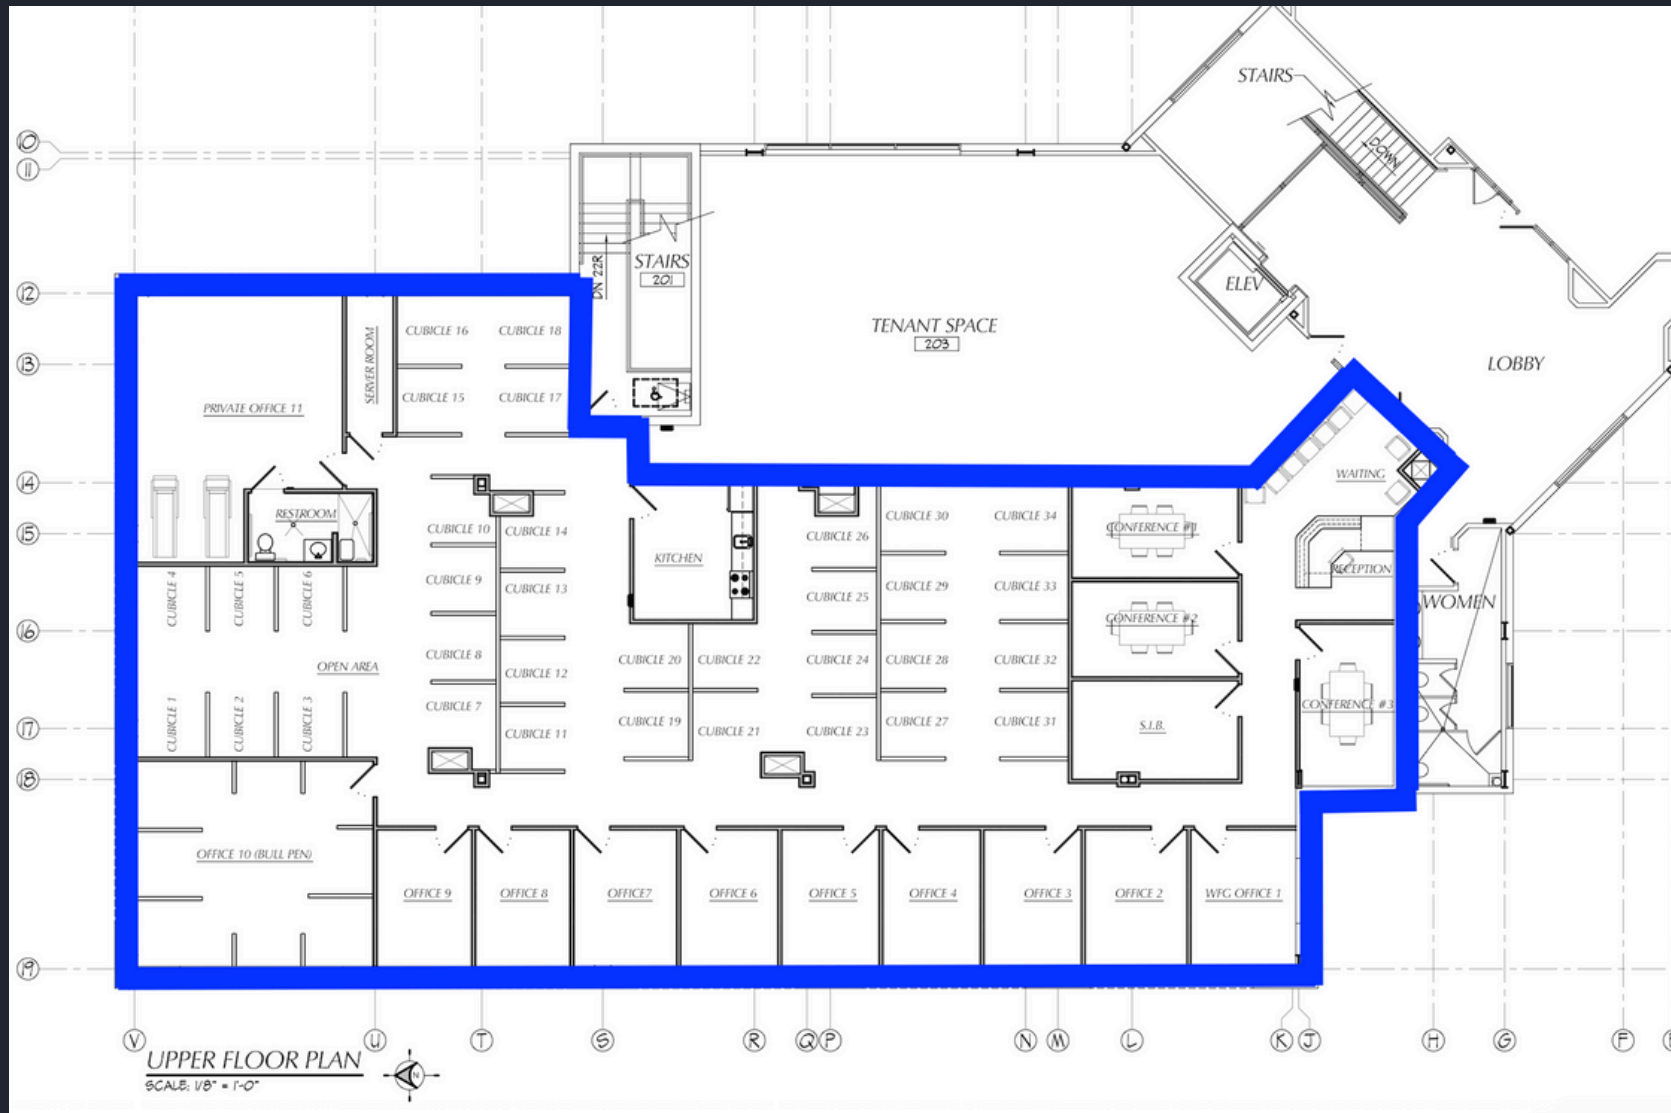 STAIRS
DOWN
10
11
DN 22R
STAIRS
201
ELEV
12
TENANT SPACE
203
CUBICLE 16
CUBICLE 18
SERVER ROOM
13
LOBBY
CUBICLE 15
CUBICLE 17
PRIVATE OFFICE 11
WAITING
14
RESTROOM
CUBICLE 10
CUBICLE 14
CUBICLE 26
CUBICLE 30
CUBICLE 34
CONFERENCE #1
15
KITCHEN
RECEPTION
CUBICLE 4
CUBICLE 5
CUBICLE 6
CUBICLE 9
CUBICLE 13
CUBICLE 25
CUBICLE 29
CUBICLE 33
WOMEN
CONFERENCE #2
16
OPEN AREA
CUBICLE 8
CUBICLE 12
CUBICLE 20
CUBICLE 22
CUBICLE 24
CUBICLE 28
CUBICLE 32
CUBICLE 1
CUBICLE 2
CUBICLE 3
CUBICLE 7
CUBICLE 11
CUBICLE 19
CUBICLE 21
CUBICLE 23
CUBICLE 27
CUBICLE 31
S.I.B.
CONFERENCE #3
17
18
OFFICE 10 (BULL PEN)
OFFICE 9
OFFICE 8
OFFICE7
OFFICE 6
OFFICE 5
OFFICE 4
OFFICE 3
OFFICE 2
WFG OFFICE 1
19
V
U
T
S
R
Q
P
N
M
L
K
J
H
G
F
UPPER FLOOR PLAN
SCALE: 1/8" = 1'-0"
N